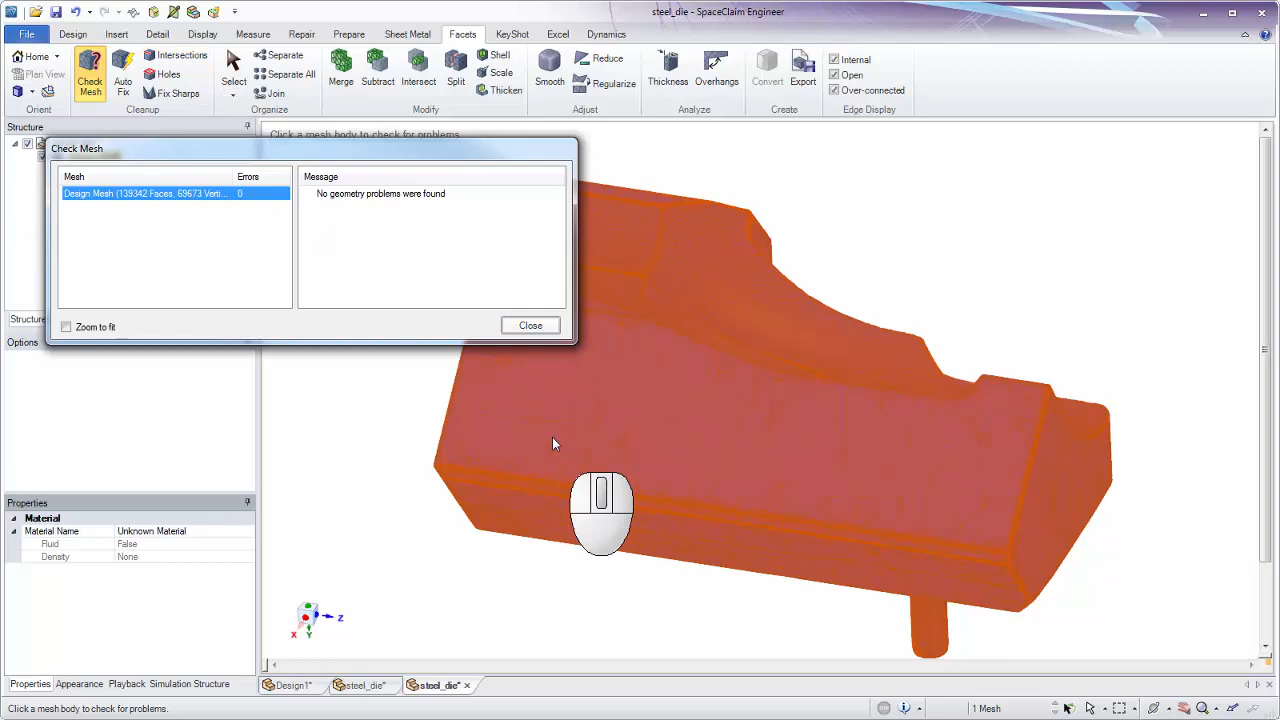 steel_die* - SpaceClaim Engineer
File Design Insert Detail Display Measure Repair Prepare Sheet Metal Facets KeyShot Excel Dynamics
Home
Plan View
Orient
Check Mesh
Auto Fix
Intersections
Holes
Fix Sharps
Cleanup
Select
Separate
Separate All
Join
Organize
Merge
Subtract
Intersect
Split
Shell
Scale
Thicken
Modify
Smooth
Reduce
Regularize
Adjust
Thickness
Overhangs
Analyze
Convert
Export
Create
Internal
Open
Over-connected
Edge Display
Structure
Click a mesh body to check for problems.
Check Mesh
Mesh Errors
Design Mesh (139342 Faces, 69673 Verti... 0
Message
No geometry problems were found
Zoom to fit
Close
Options
Properties
Material
Material Name Unknown Material
Fluid False
Density None
X Y Z
Properties Appearance Playback Simulation Structure
Design1* steel_die* steel_die*
Click a mesh body to check for problems.
1 Mesh